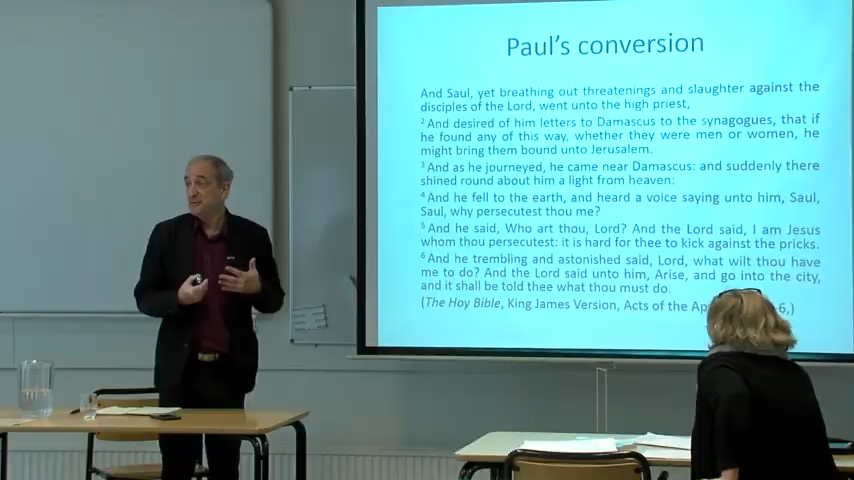 Paul's conversion
And Saul, yet breathing out threatenings and slaughter against the
disciples of the Lord, went unto the high priest,
² And desired of him letters to Damascus to the synagogues, that if
he found any of this way, whether they were men or women, he
might bring them bound unto Jerusalem.
³ And as he journeyed, he came near Damascus: and suddenly there
shined round about him a light from heaven:
⁴ And he fell to the earth, and heard a voice saying unto him, Saul,
Saul, why persecutest thou me?
⁵ And he said, Who art thou, Lord? And the Lord said, I am Jesus
whom thou persecutest: it is hard for thee to kick against the pricks.
⁶ And he trembling and astonished said, Lord, what wilt thou have
me to do? And the Lord said unto him, Arise, and go into the city,
and it shall be told thee what thou must do.
(The Hoy Bible, King James Version, Acts of the Ap 6,)